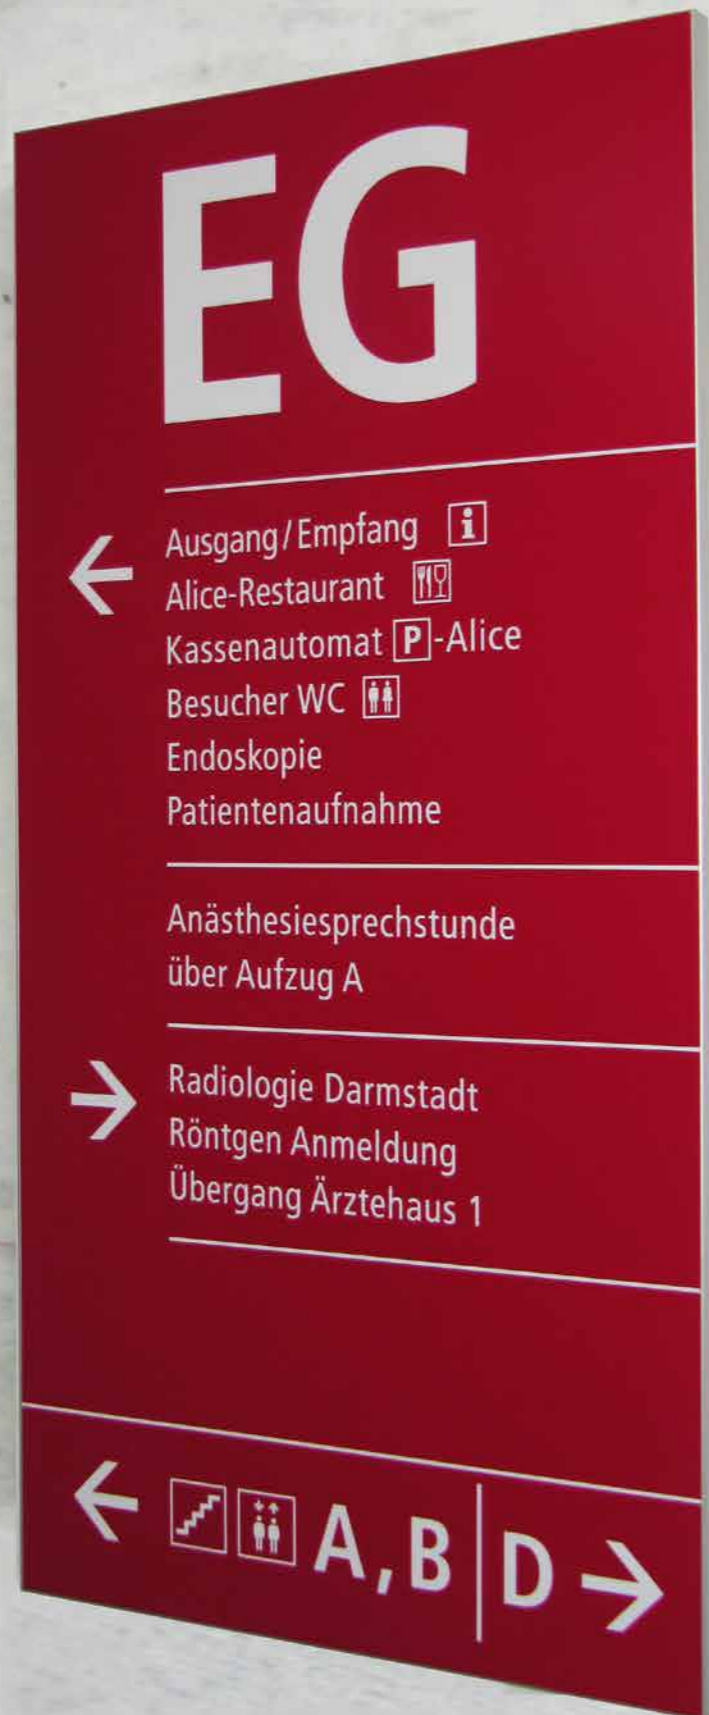 EG
Ausgang/Empfang i
Alice-Restaurant
Kassenautomat P-Alice
Besucher WC
Endoskopie
Patientenaufnahme
Anästhesiesprechstunde
über Aufzug A
Radiologie Darmstadt
Röntgen Anmeldung
Übergang Ärztehaus 1
A, B | D